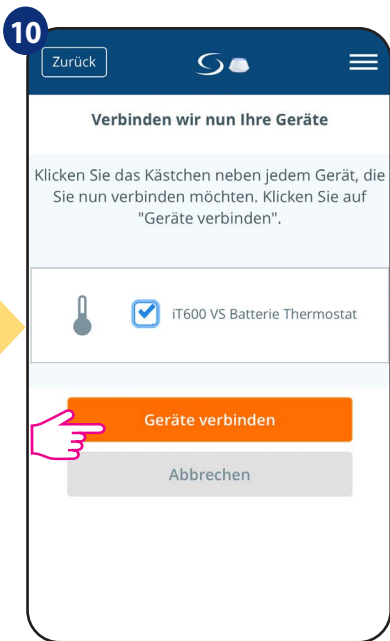 10
Zurück
Verbinden wir nun Ihre Geräte
Klicken Sie das Kästchen neben jedem Gerät, die
Sie nun verbinden möchten. Klicken Sie auf
"Geräte verbinden".
iT600 VS Batterie Thermostat
Geräte verbinden
Abbrechen